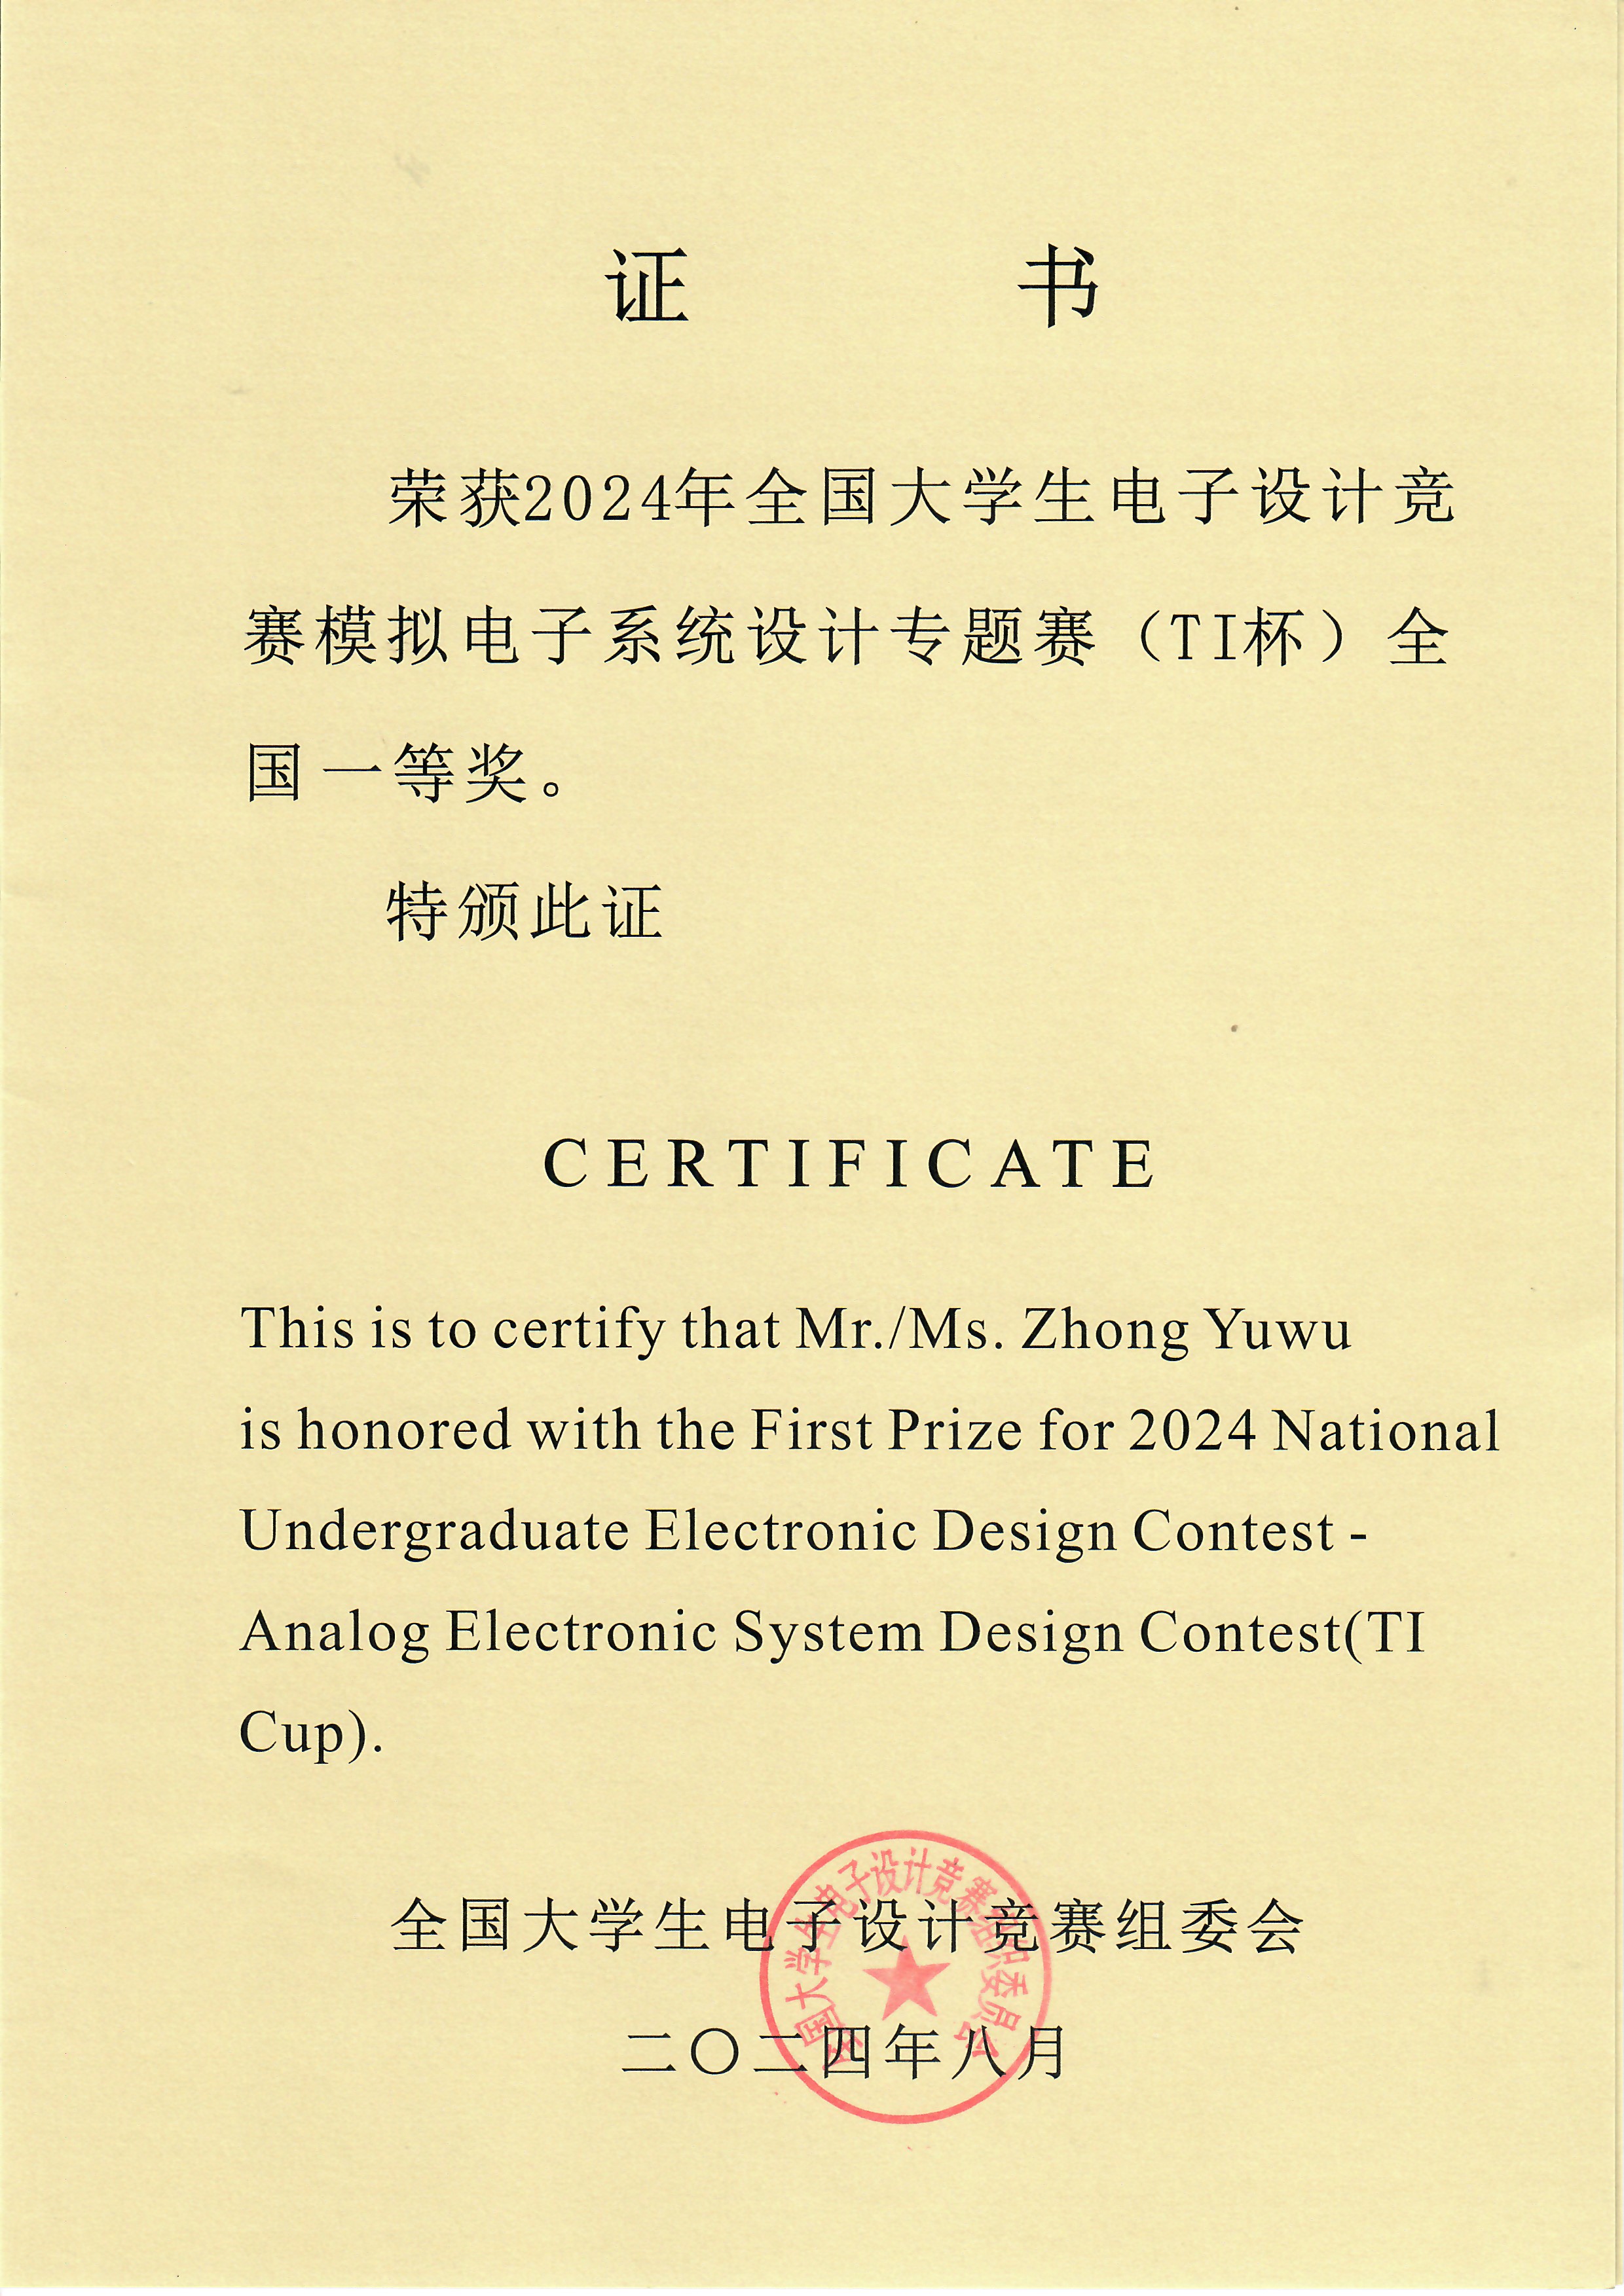 证 书
荣获2024年全国大学生电子设计竞
赛模拟电子系统设计专题赛（TI杯）全
国一等奖。
特颁此证
CERTIFICATE
This is to certify that Mr./Ms. Zhong Yuwu
is honored with the First Prize for 2024 National
Undergraduate Electronic Design Contest -
Analog Electronic System Design Contest(TI
Cup).
全国大学生电子设计竞赛组织委员会
全国大学生电子设计竞赛组委会
二〇二四年八月